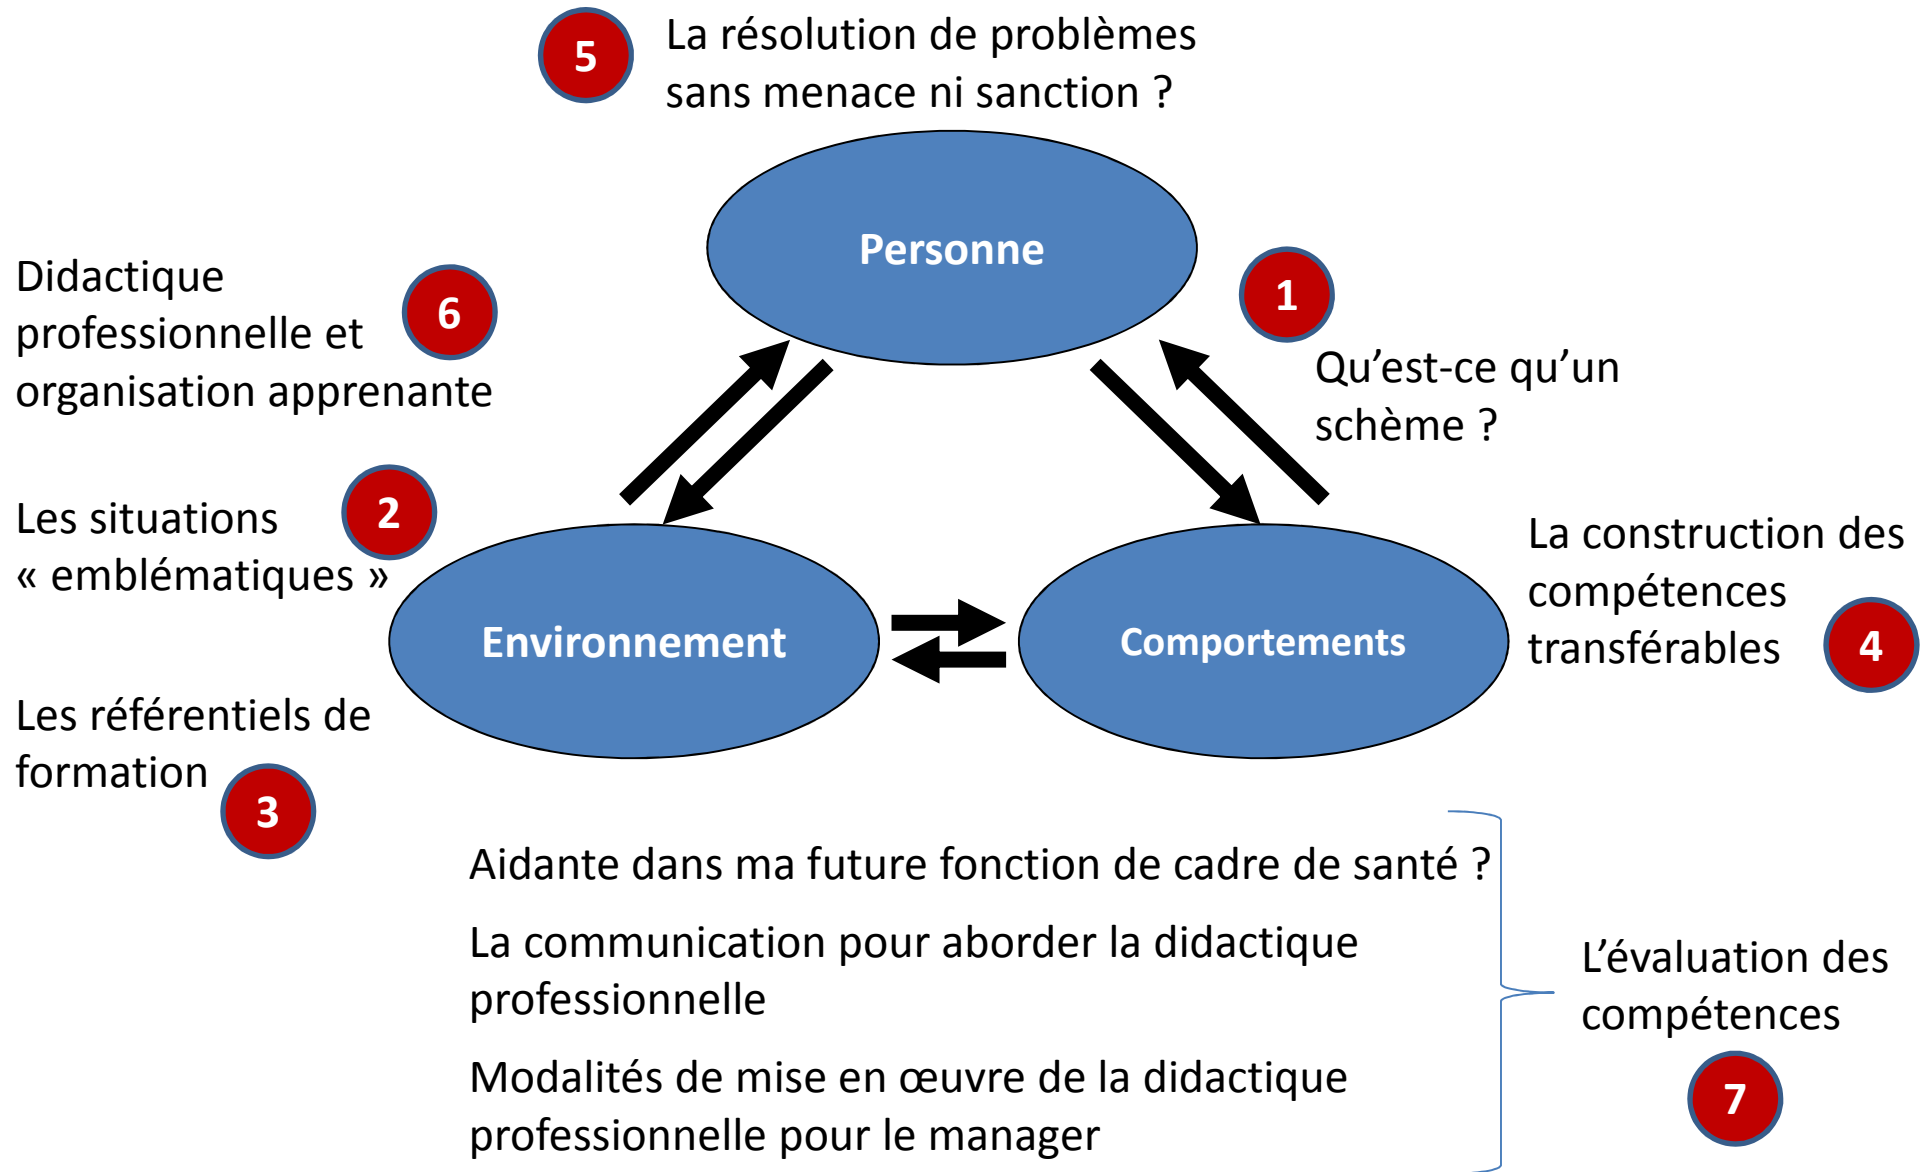 5
La résolution de problèmes
sans menace ni sanction ?
Personne
Didactique
professionnelle et
organisation apprenante
6
1
Qu’est-ce qu’un
schème ?
Les situations
« emblématiques »
2
Environnement
Comportements
La construction des
compétences
transférables
4
Les référentiels de
formation
3
Aidante dans ma future fonction de cadre de santé ?
La communication pour aborder la didactique
professionnelle
Modalités de mise en œuvre de la didactique
professionnelle pour le manager
L’évaluation des
compétences
7